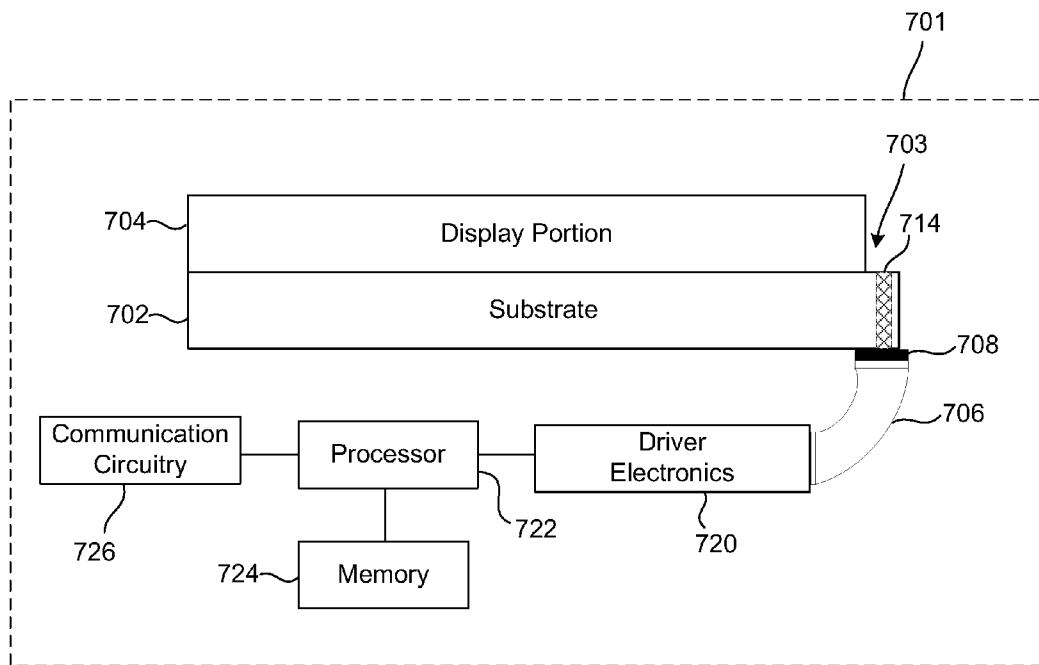 701
703
704
Display Portion
714
702
Substrate
708
706
Communication
Circuitry
Processor
Driver
Electronics
726
722
720
724
Memory